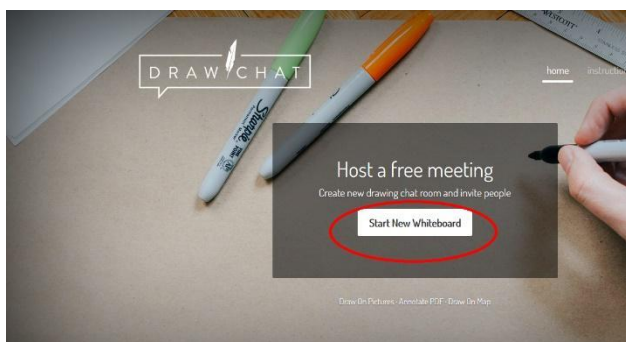 DRAW CHAT
home instruction
WESTCOTT
Sharpie
Host a free meeting
Create new drawing chat room and invite people
Start New Whiteboard
Draw On Pictures - Annotate PDF - Draw On Map